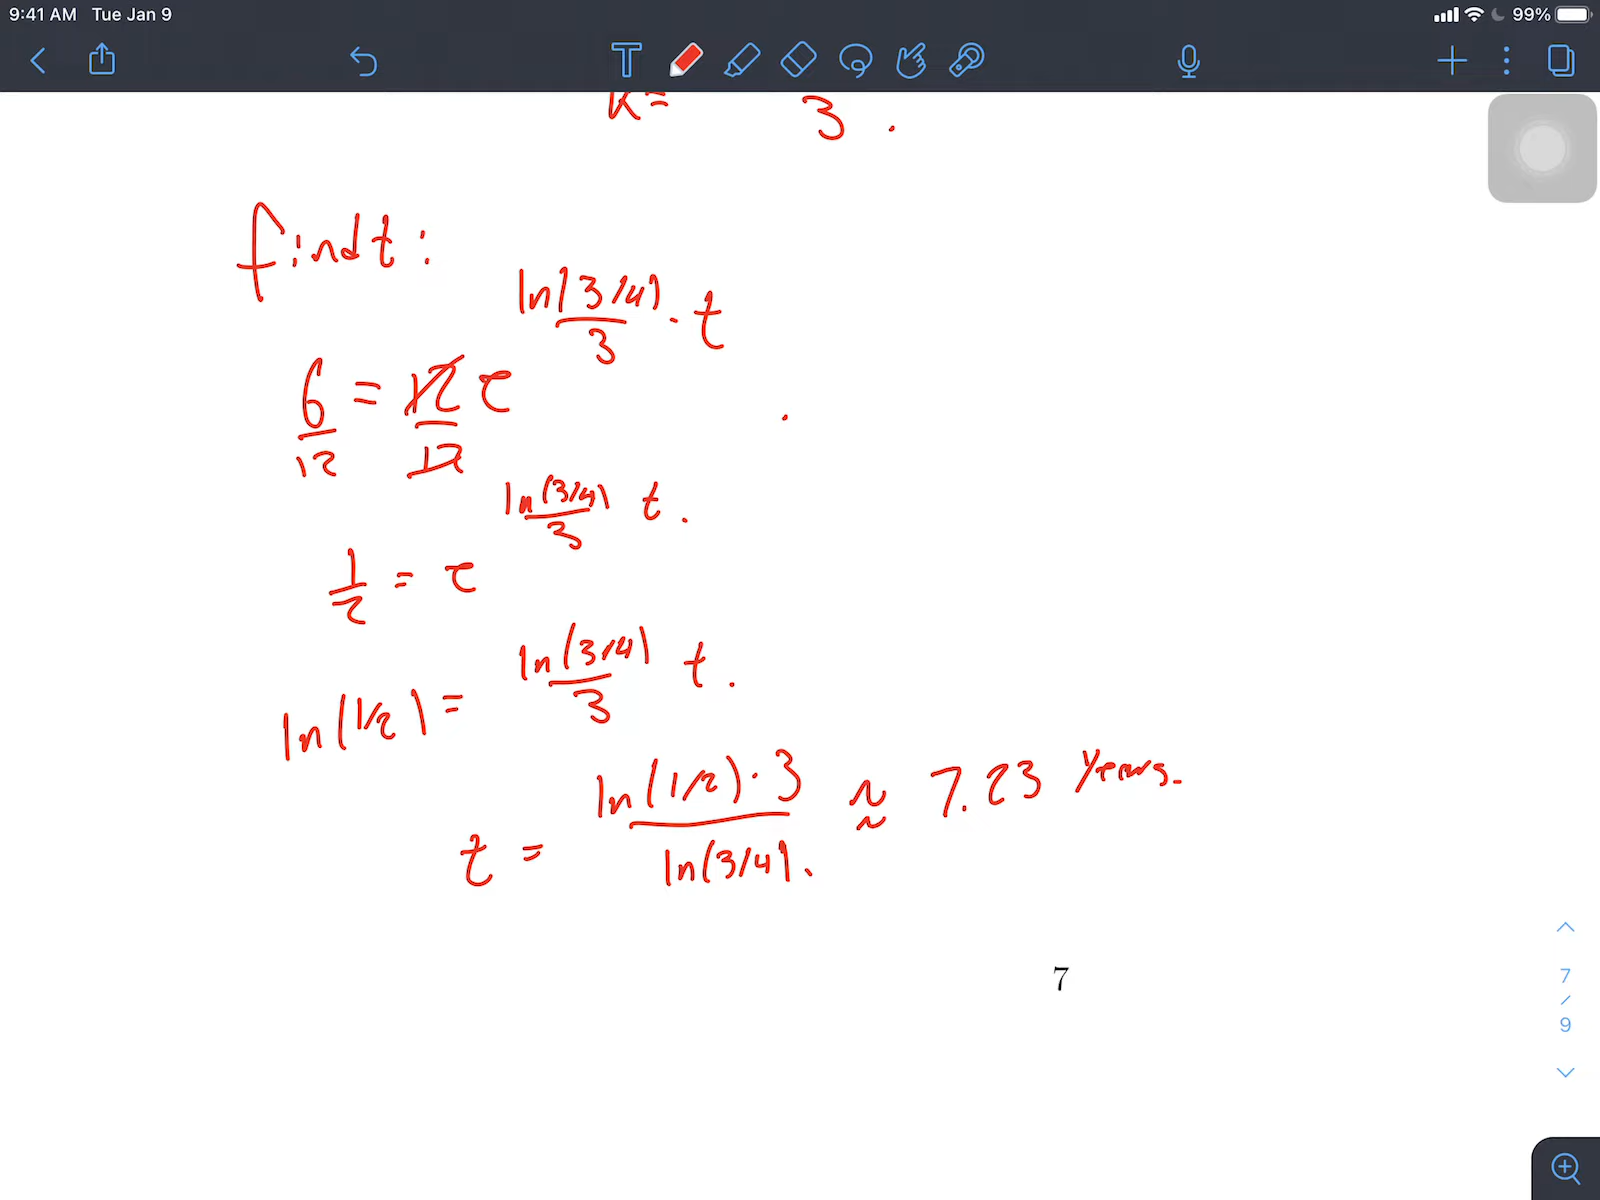 9:41 AM Tue Jan 9 99%
k = 3 .
find t :
ln(3/4)/3 · t
6/12 = 12/12 e
ln(3/4)/3 t .
1/2 = e
ln(1/2) = ln(3/4)/3 t .
t = ln(1/2) · 3 / ln(3/4) . ≈ 7.23 years.
7
7
/
9